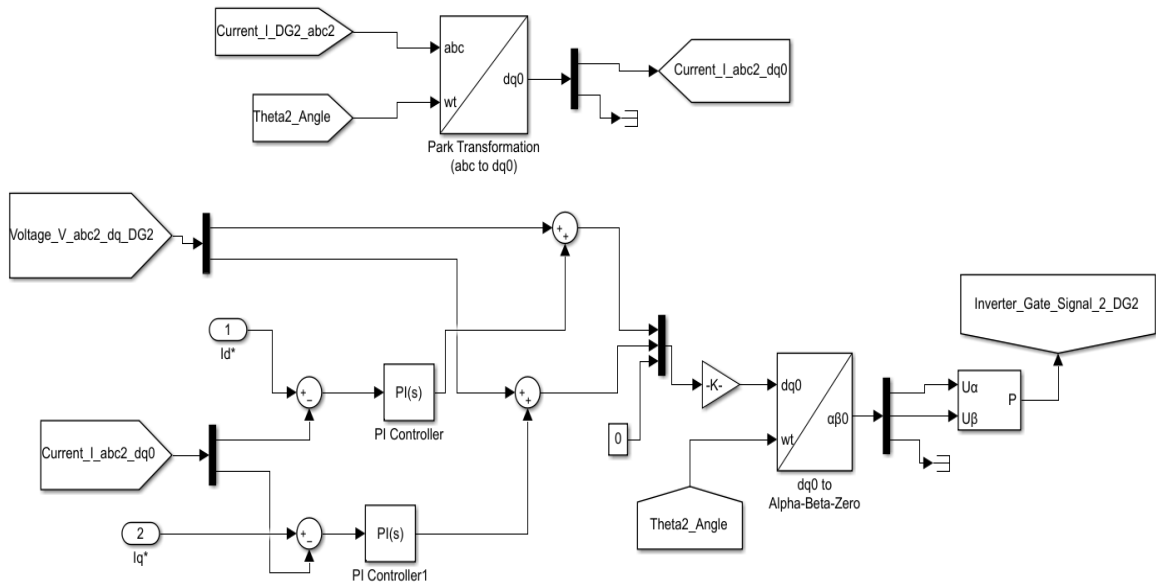 Current_I_DG2_abc2
abc
dq0
Current_I_abc2_dq0
Theta2_Angle
wt
Park Transformation
(abc to dq0)
Voltage_V_abc2_dq_DG2
+
+
Inverter_Gate_Signal_2_DG2
1
Id*
+
−
PI(s)
PI Controller
+
+
-K-
dq0
αβ0
wt
Uα
Uβ
P
0
Current_I_abc2_dq0
dq0 to
Alpha-Beta-Zero
Theta2_Angle
2
Iq*
+
−
PI(s)
PI Controller1